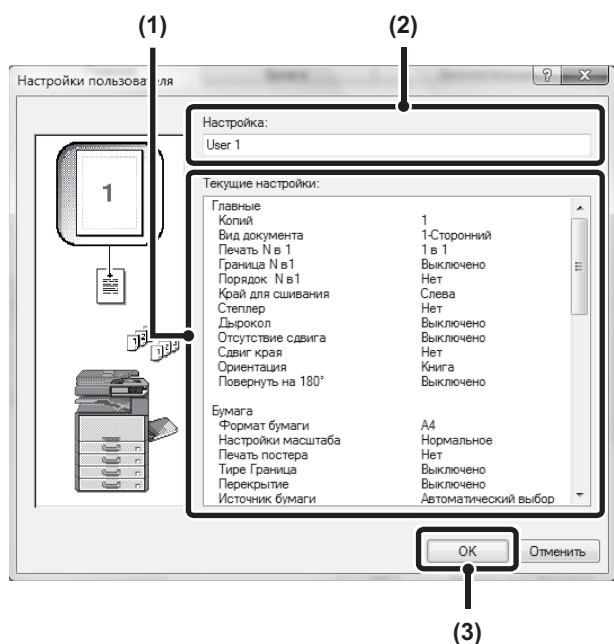 (1)
(2)
Настройки пользователя
Настройка:
User 1
1
Текущие настройки:
Главные
Копий 1
Вид документа 1-Сторонний
Печать N в 1 1 в 1
Граница N в1 Выключено
Порядок N в1 Нет
Край для сшивания Слева
Степлер Нет
Дырокол Выключено
Отсутствие сдвига Выключено
Сдвиг края Нет
Ориентация Книга
Повернуть на 180° Выключено
Бумага
Формат бумаги A4
Настройки масштаба Нормальное
Печать постера Нет
Тире Граница Выключено
Перекрытие Выключено
Источник бумаги Автоматический выбор
OK
Отменить
(3)